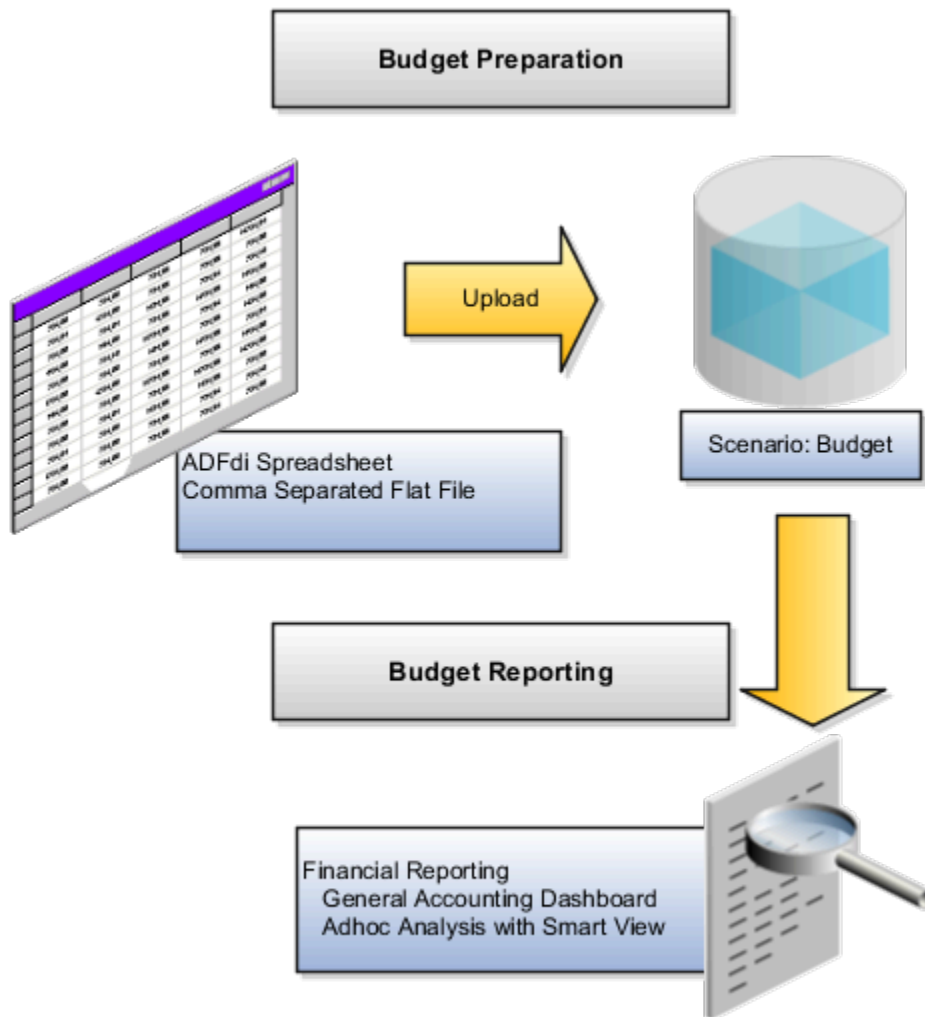 Budget Preparation
Upload
Scenario: Budget
ADFdi Spreadsheet
Comma Separated Flat File
Budget Reporting
Financial Reporting
General Accounting Dashboard
Adhoc Analysis with Smart View